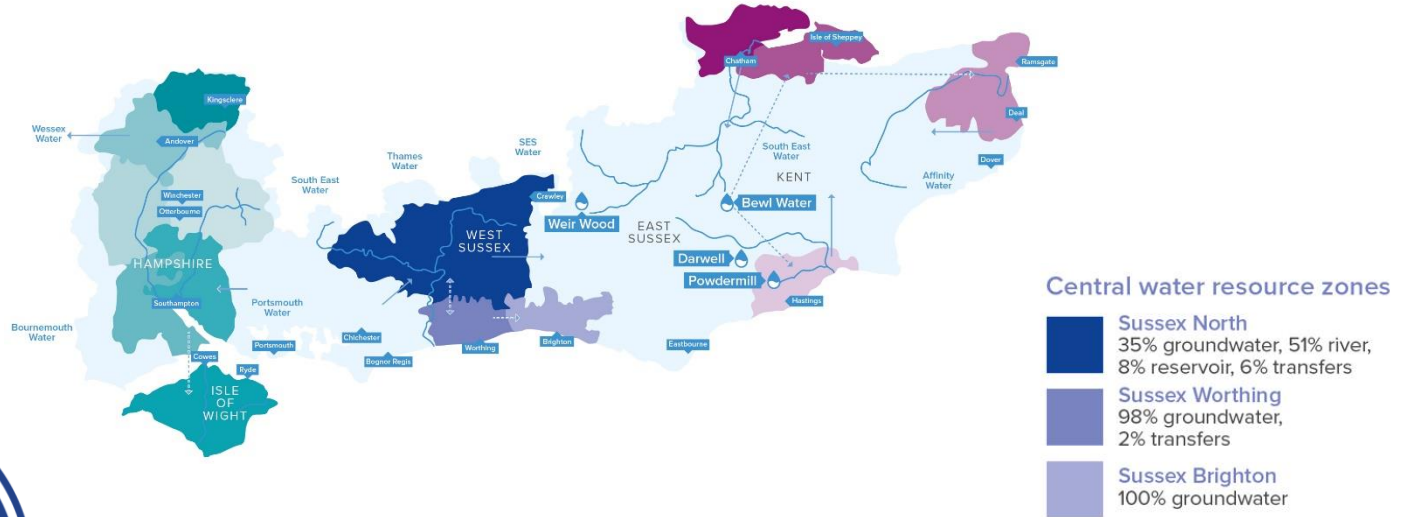 Kingsclere
Wessex
Water
Andover
Winchester
Otterbourne
HAMPSHIRE
Southampton
Bournemouth
Water
Cowes
Ryde
ISLE
OF
WIGHT
South East
Water
Portsmouth
Water
Portsmouth
Thames
Water
SES
Water
Crawley
WEST
SUSSEX
Chichester
Bognor Regis
Worthing
Brighton
Weir Wood
EAST
SUSSEX
Darwell
Powdermill
Hastings
Eastbourne
Chatham
Isle of Sheppey
South East
Water
KENT
Bewl Water
Ramsgate
Deal
Dover
Affinity
Water
Central water resource zones
Sussex North
35% groundwater, 51% river,
8% reservoir, 6% transfers
Sussex Worthing
98% groundwater,
2% transfers
Sussex Brighton
100% groundwater